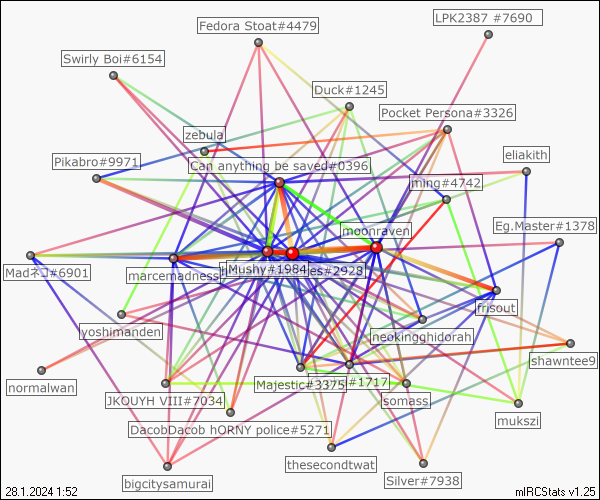 LPK2387 #7690
Fedora Stoat#4479
Swirly Boi#6154
Duck#1245
Pocket Persona#3326
zebula
eliakith
Pikabro#9971
Can anything be saved#0396
ming#4742
Eg.Master#1378
moonraven
MadネJ#6901
marcemadness
Mushy#1984
es#2928
frisout
yoshimanden
neokingghidorah
shawntee9
normalwan
Majestic#3375
#1717
JKQUYH VIII#7034
somass
mukszi
DacobDacob hORNY police#5271
thesecondtwat
bigcitysamurai
Silver#7938
28.1.2024 1:52
mIRCStats v1.25